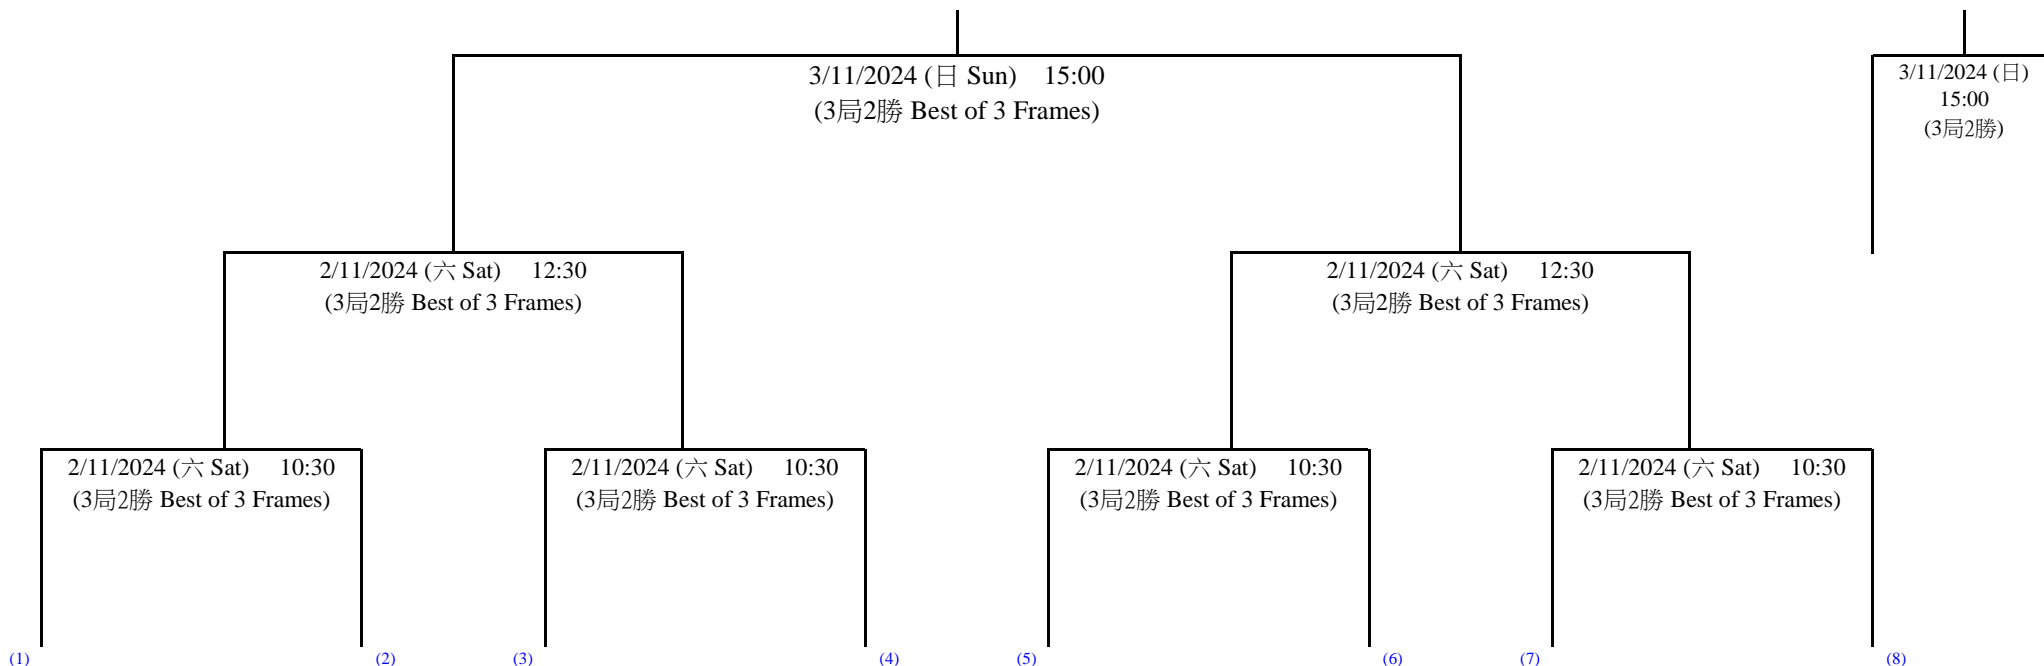 3/11/2024 (日 Sun) 15:00
(3局2勝 Best of 3 Frames)
3/11/2024 (日)
15:00
(3局2勝)
2/11/2024 (六 Sat) 12:30
(3局2勝 Best of 3 Frames)
2/11/2024 (六 Sat) 12:30
(3局2勝 Best of 3 Frames)
2/11/2024 (六 Sat) 10:30
(3局2勝 Best of 3 Frames)
2/11/2024 (六 Sat) 10:30
(3局2勝 Best of 3 Frames)
2/11/2024 (六 Sat) 10:30
(3局2勝 Best of 3 Frames)
2/11/2024 (六 Sat) 10:30
(3局2勝 Best of 3 Frames)
(1) (2) (3) (4) (5) (6) (7) (8)